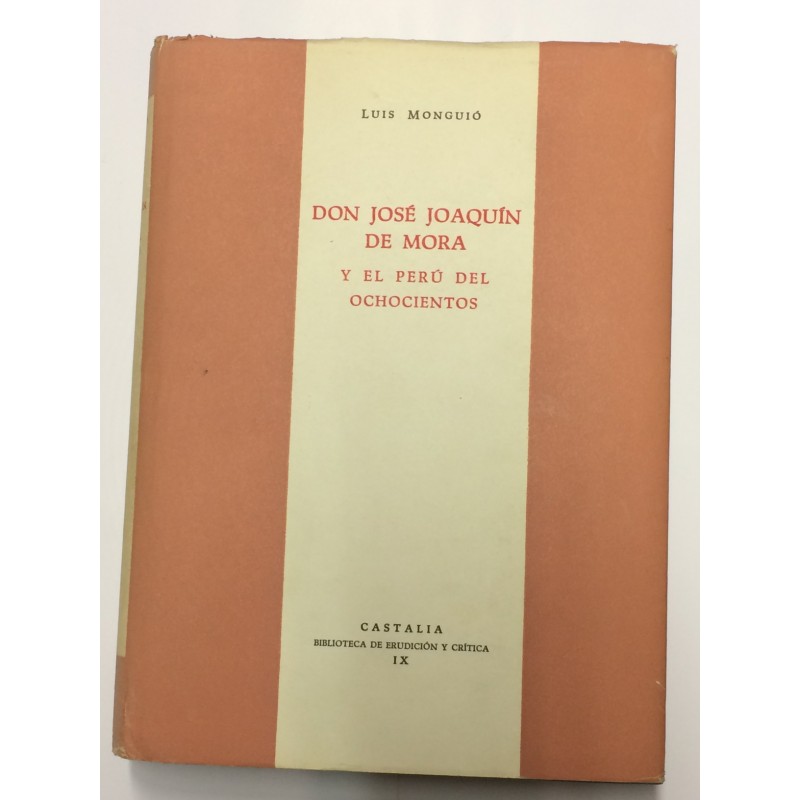 LUIS MONGUIÓ
DON JOSÉ JOAQUÍN
DE MORA
Y EL PERÚ DEL
OCHOCIENTOS
CASTALIA
BIBLIOTECA DE ERUDICIÓN Y CRÍTICA
IX